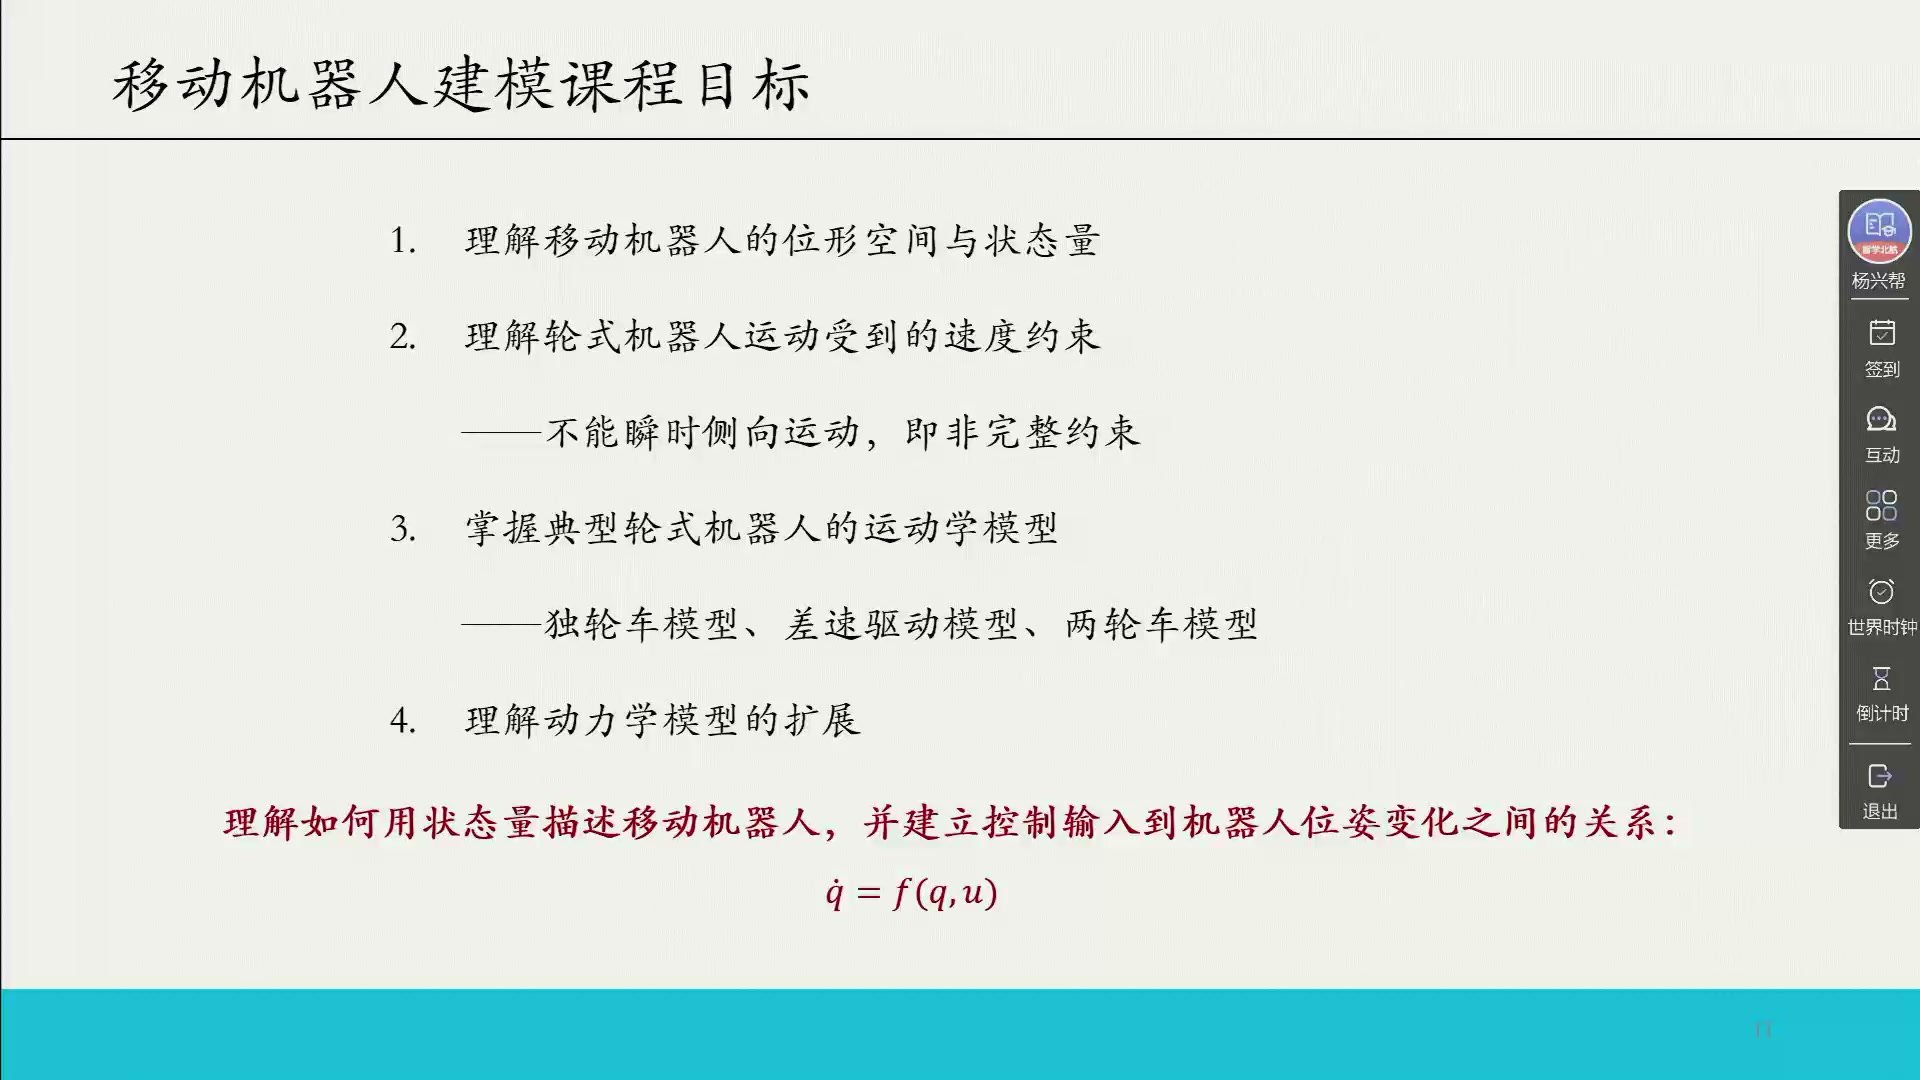 移动机器人建模课程目标
1. 理解移动机器人的位形空间与状态量
2. 理解轮式机器人运动受到的速度约束
——不能瞬时侧向运动，即非完整约束
3. 掌握典型轮式机器人的运动学模型
——独轮车模型、差速驱动模型、两轮车模型
4. 理解动力学模型的扩展
理解如何用状态量描述移动机器人，并建立控制输入到机器人位姿变化之间的关系：
q̇ = f(q,u)
11
智学北航
杨兴帮
签到
互动
更多
世界时钟
倒计时
退出